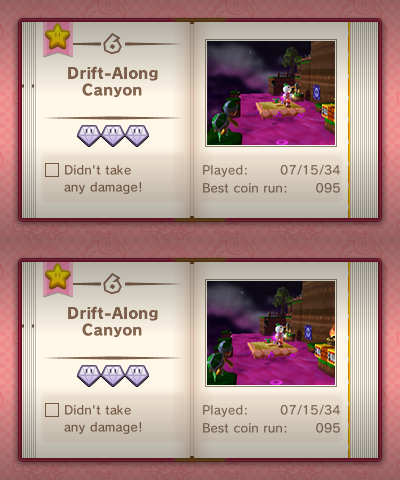 6
Drift-Along
Canyon
Didn't take
any damage!
Played: 07/15/34
Best coin run: 095
6
Drift-Along
Canyon
Didn't take
any damage!
Played: 07/15/34
Best coin run: 095